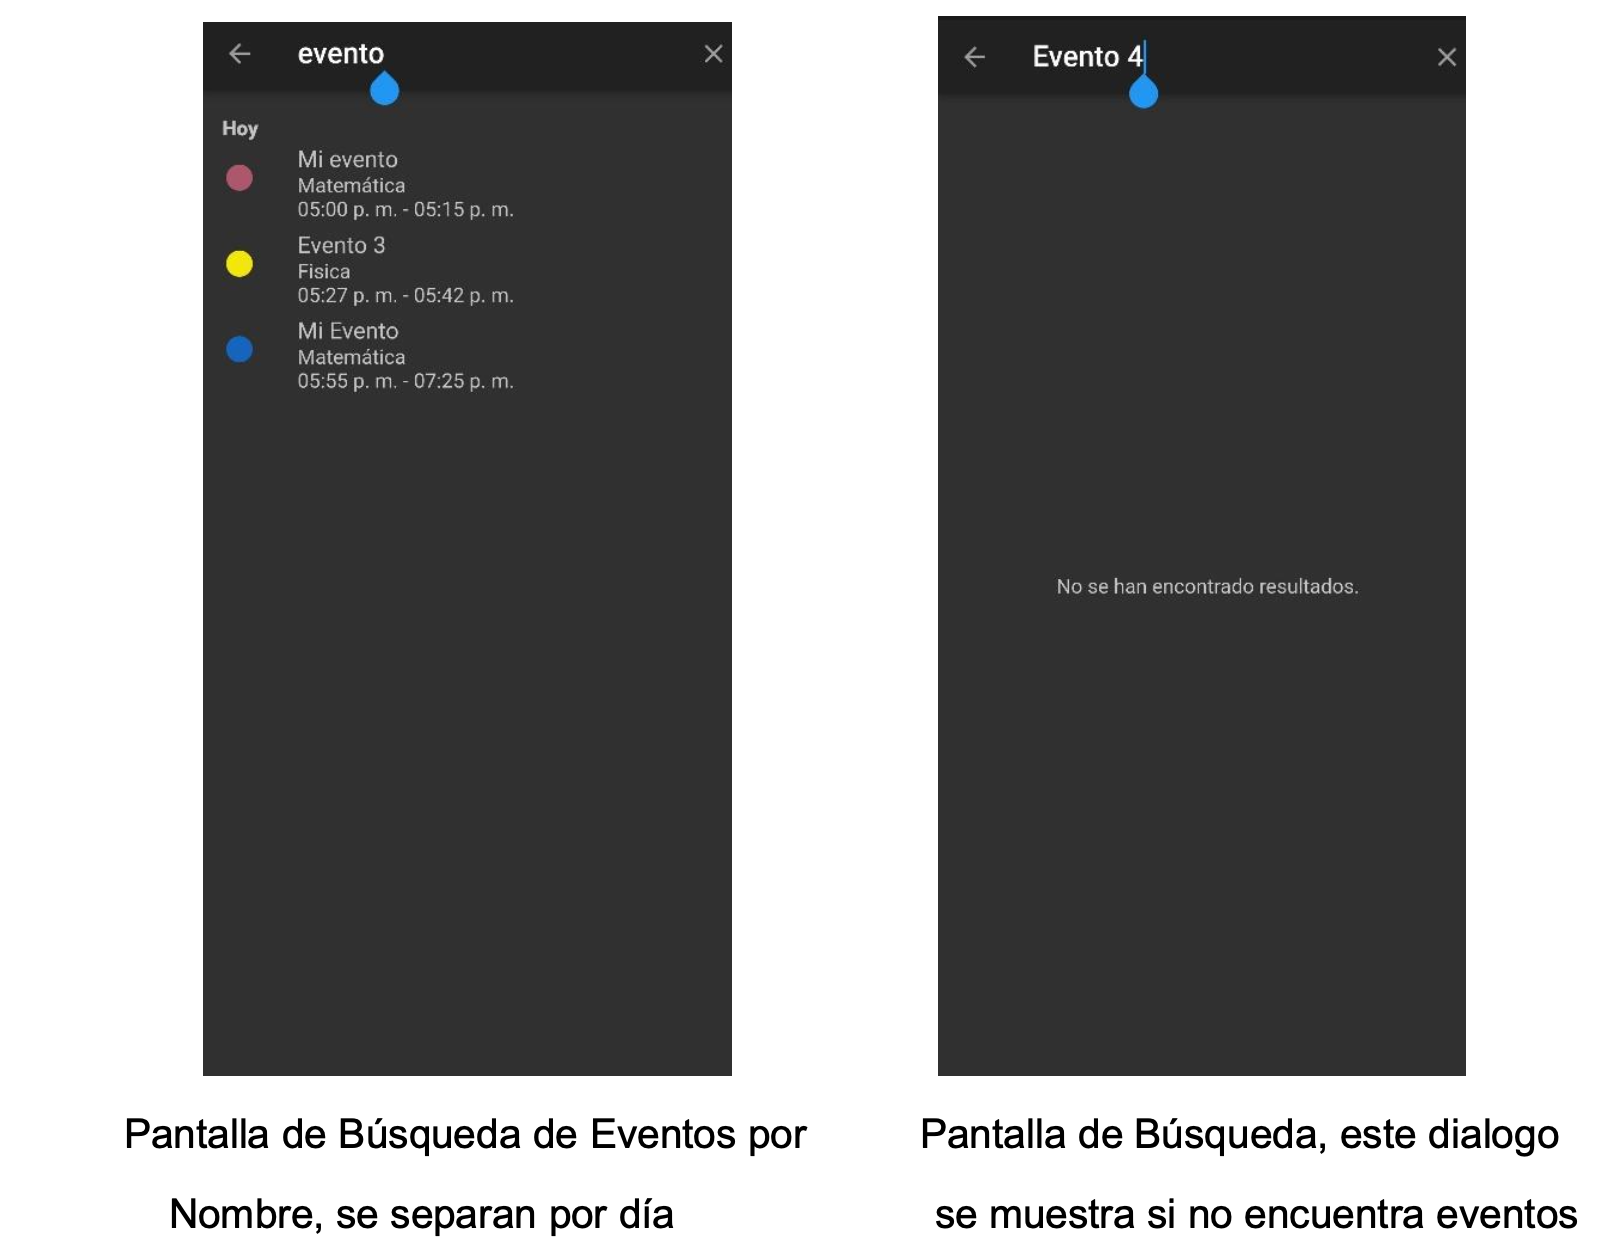 evento
Hoy
Mi evento
Matemática
05:00 p. m. - 05:15 p. m.
Evento 3
Fisica
05:27 p. m. - 05:42 p. m.
Mi Evento
Matemática
05:55 p. m. - 07:25 p. m.
Pantalla de Búsqueda de Eventos por
Nombre, se separan por día
Evento 4
No se han encontrado resultados.
Pantalla de Búsqueda, este dialogo
se muestra si no encuentra eventos